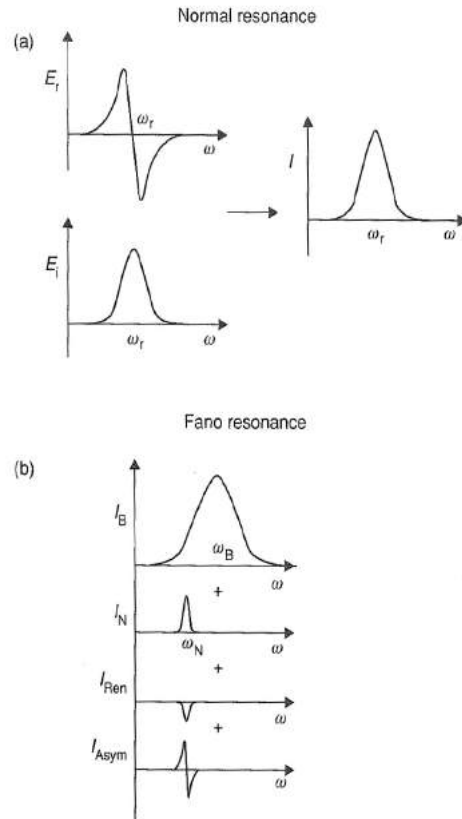 Normal resonance
(a)
E_r
ω_r
ω
E_i
ω_r
ω
I
ω_r
ω
Fano resonance
(b)
I_B
ω_B
ω
+
I_N
ω_N
ω
+
I_Ren
ω
+
I_Asym
ω